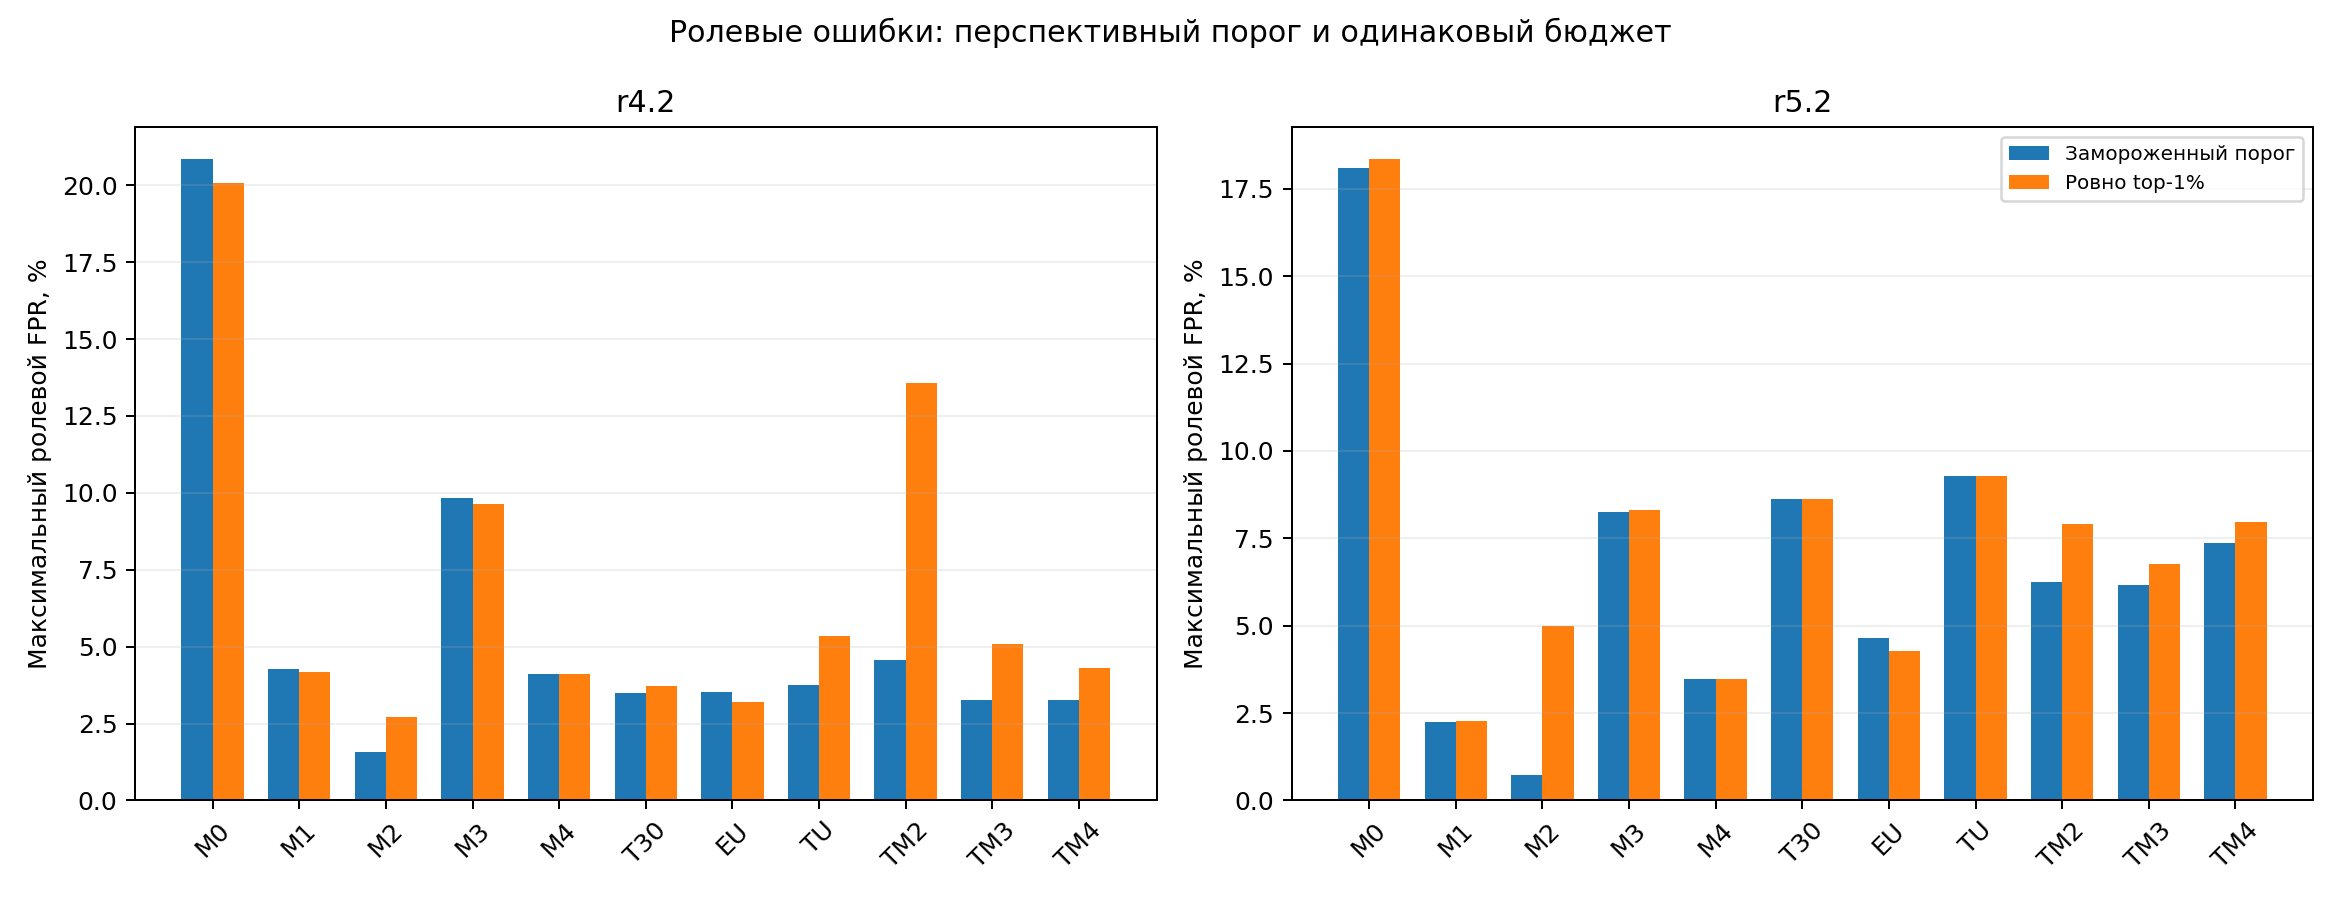 Ролевые ошибки: перспективный порог и одинаковый бюджет
r4.2
Максимальный ролевой FPR, %
20.0
17.5
15.0
12.5
10.0
7.5
5.0
2.5
0.0
M0
M1
M2
M3
M4
T30
EU
TU
TM2
TM3
TM4
r5.2
Замороженный порог
Ровно top-1%
Максимальный ролевой FPR, %
17.5
15.0
12.5
10.0
7.5
5.0
2.5
0.0
M0
M1
M2
M3
M4
T30
EU
TU
TM2
TM3
TM4